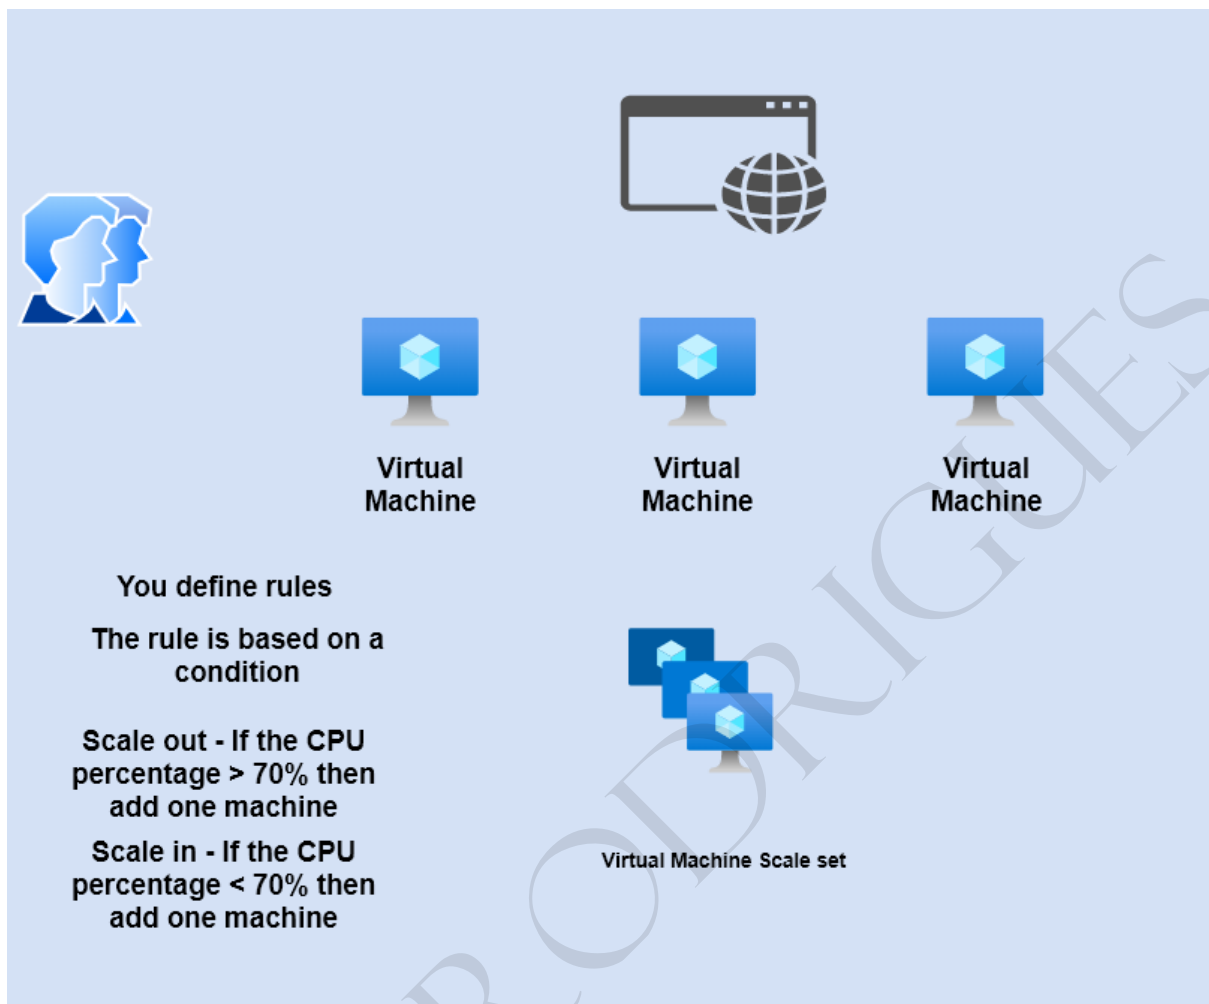 Virtual
Machine
Virtual
Machine
Virtual
Machine
You define rules
The rule is based on a
condition
Scale out - If the CPU
percentage > 70% then
add one machine
Scale in - If the CPU
percentage < 70% then
add one machine
Virtual Machine Scale set
R ODRIGUES